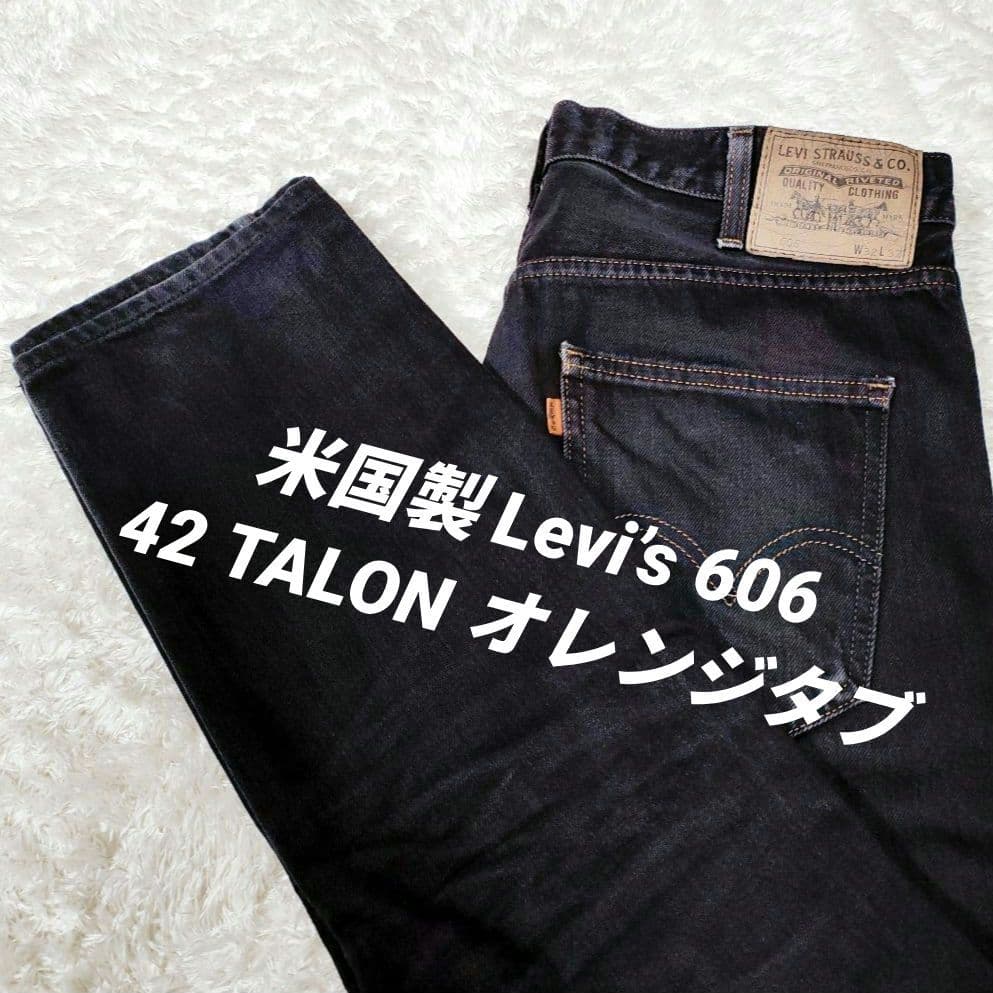 LEVI STRAUSS & CO.
ORIGINAL RIVETED
QUALITY CLOTHING
米国製 Levi's 606
42 TALON オレンジタブ